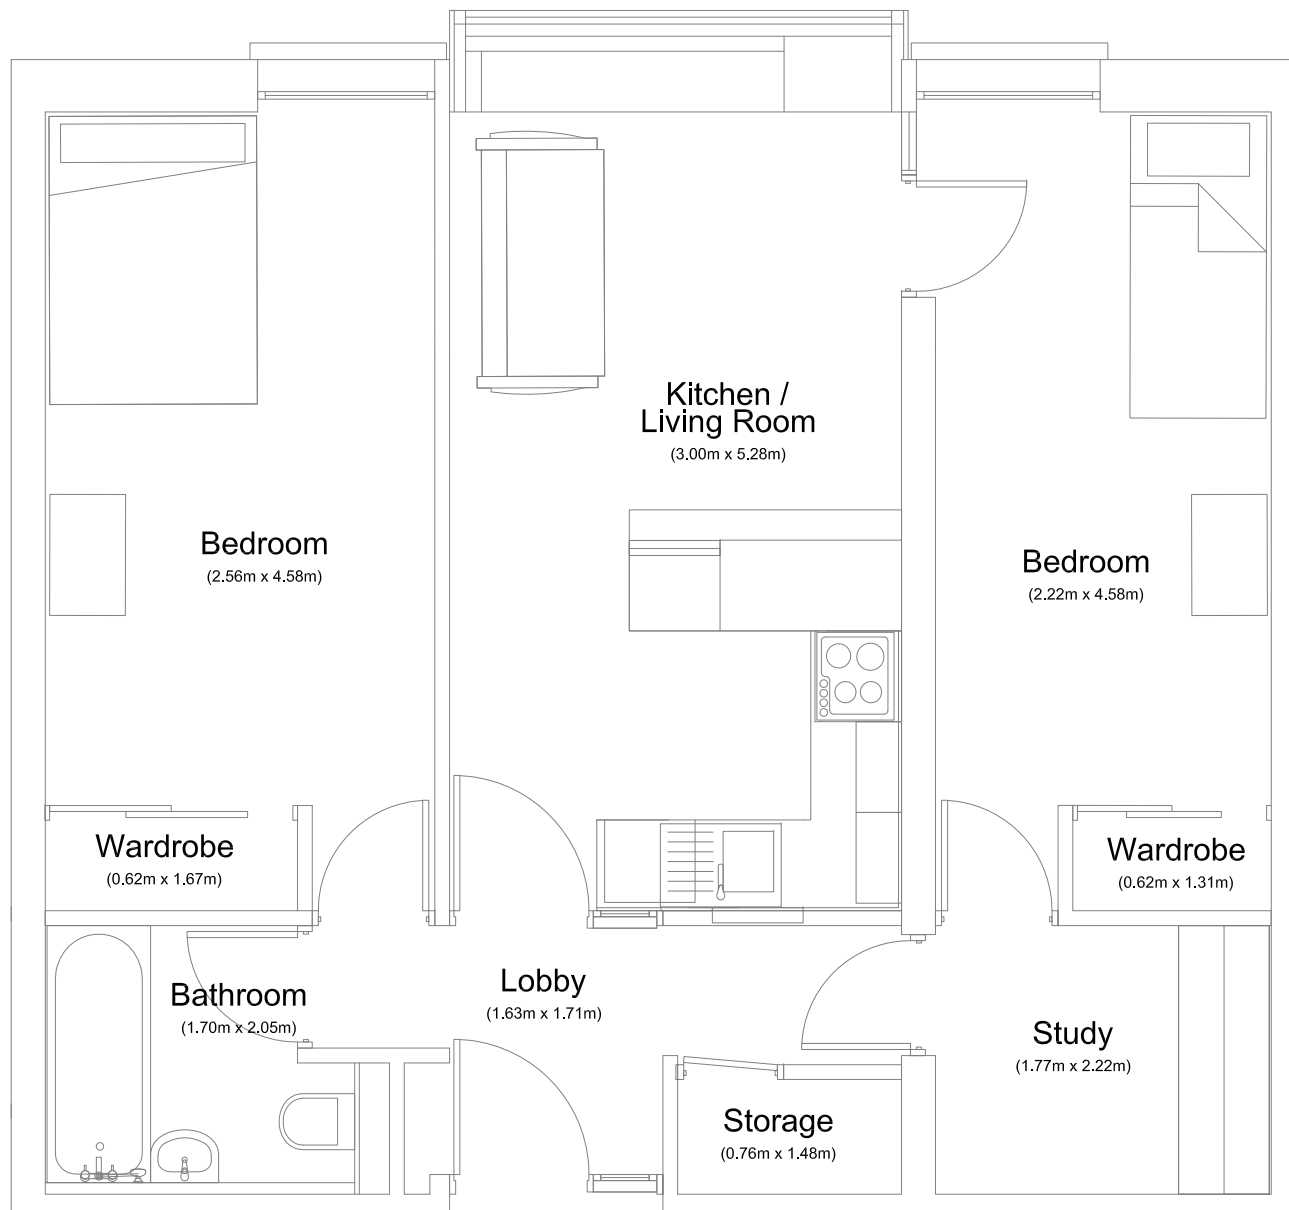 Kitchen /
Living Room
(3.00m x 5.28m)
Bedroom
(2.56m x 4.58m)
Bedroom
(2.22m x 4.58m)
Wardrobe
(0.62m x 1.67m)
Wardrobe
(0.62m x 1.31m)
Bathroom
(1.70m x 2.05m)
Lobby
(1.63m x 1.71m)
Study
(1.77m x 2.22m)
Storage
(0.76m x 1.48m)